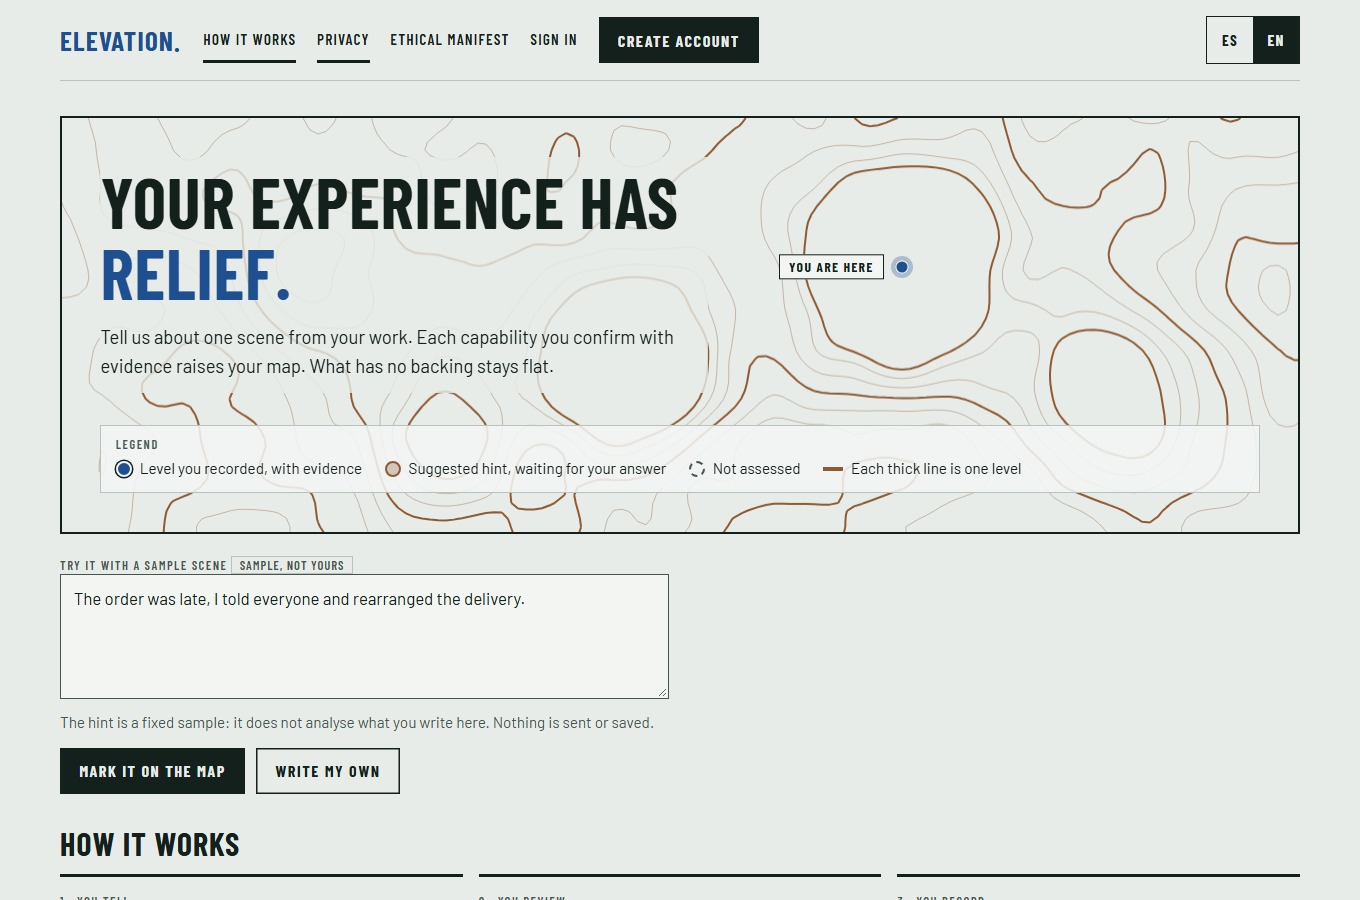 ELEVATION.
HOW IT WORKS
PRIVACY
ETHICAL MANIFEST
SIGN IN
CREATE ACCOUNT
ES
EN
YOUR EXPERIENCE HAS
RELIEF.
YOU ARE HERE
Tell us about one scene from your work. Each capability you confirm with
evidence raises your map. What has no backing stays flat.
LEGEND
Level you recorded, with evidence
Suggested hint, waiting for your answer
Not assessed
Each thick line is one level
TRY IT WITH A SAMPLE SCENE
SAMPLE, NOT YOURS
The order was late, I told everyone and rearranged the delivery.
The hint is a fixed sample: it does not analyse what you write here. Nothing is sent or saved.
MARK IT ON THE MAP
WRITE MY OWN
HOW IT WORKS